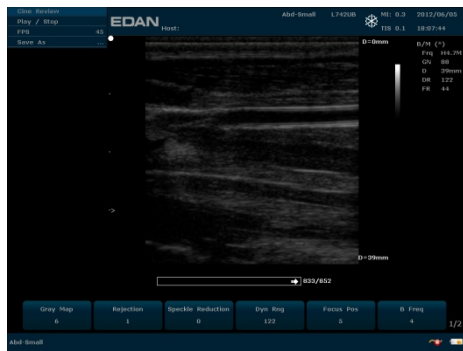 Cine Review
Play / Stop
FPS 45
Save As ...
EDAN
Host:
Abd-Small L742UB
MI: 0.3 2012/06/05
TIS 0.1 18:07:44
D=0mm
B/M (*)
Frq H4.7M
GN 88
D 39mm
DR 122
FR 44
D=39mm
833/852
Gray Map Rejection Speckle Reduction Dyn Rng Focus Pos B Freq
6 1 0 122 5 4
1/2
Abd-Small